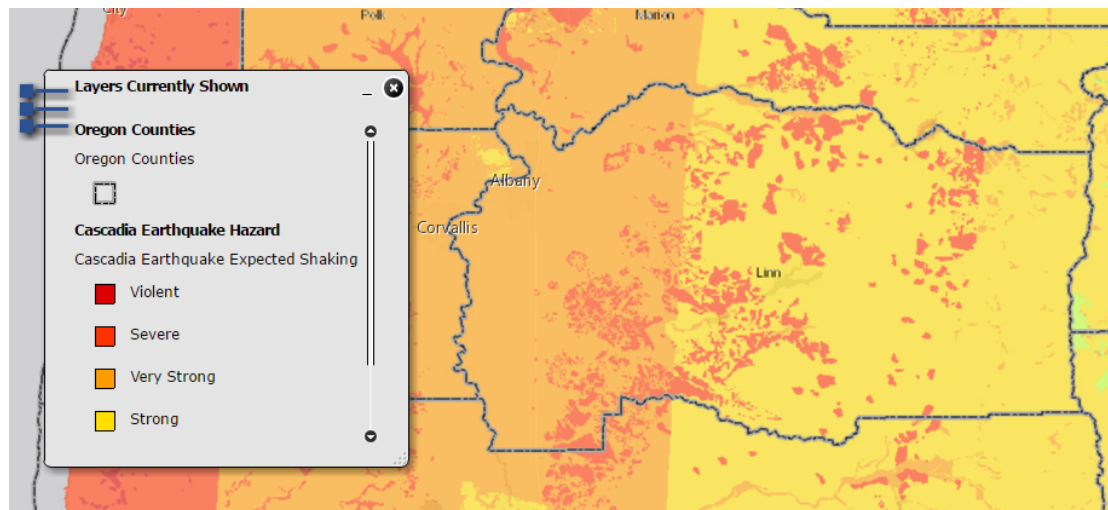 City
Polk
Marion
Layers Currently Shown
Oregon Counties
Oregon Counties
Albany
Corvallis
Cascadia Earthquake Hazard
Cascadia Earthquake Expected Shaking
Linn
Violent
Severe
Very Strong
Strong